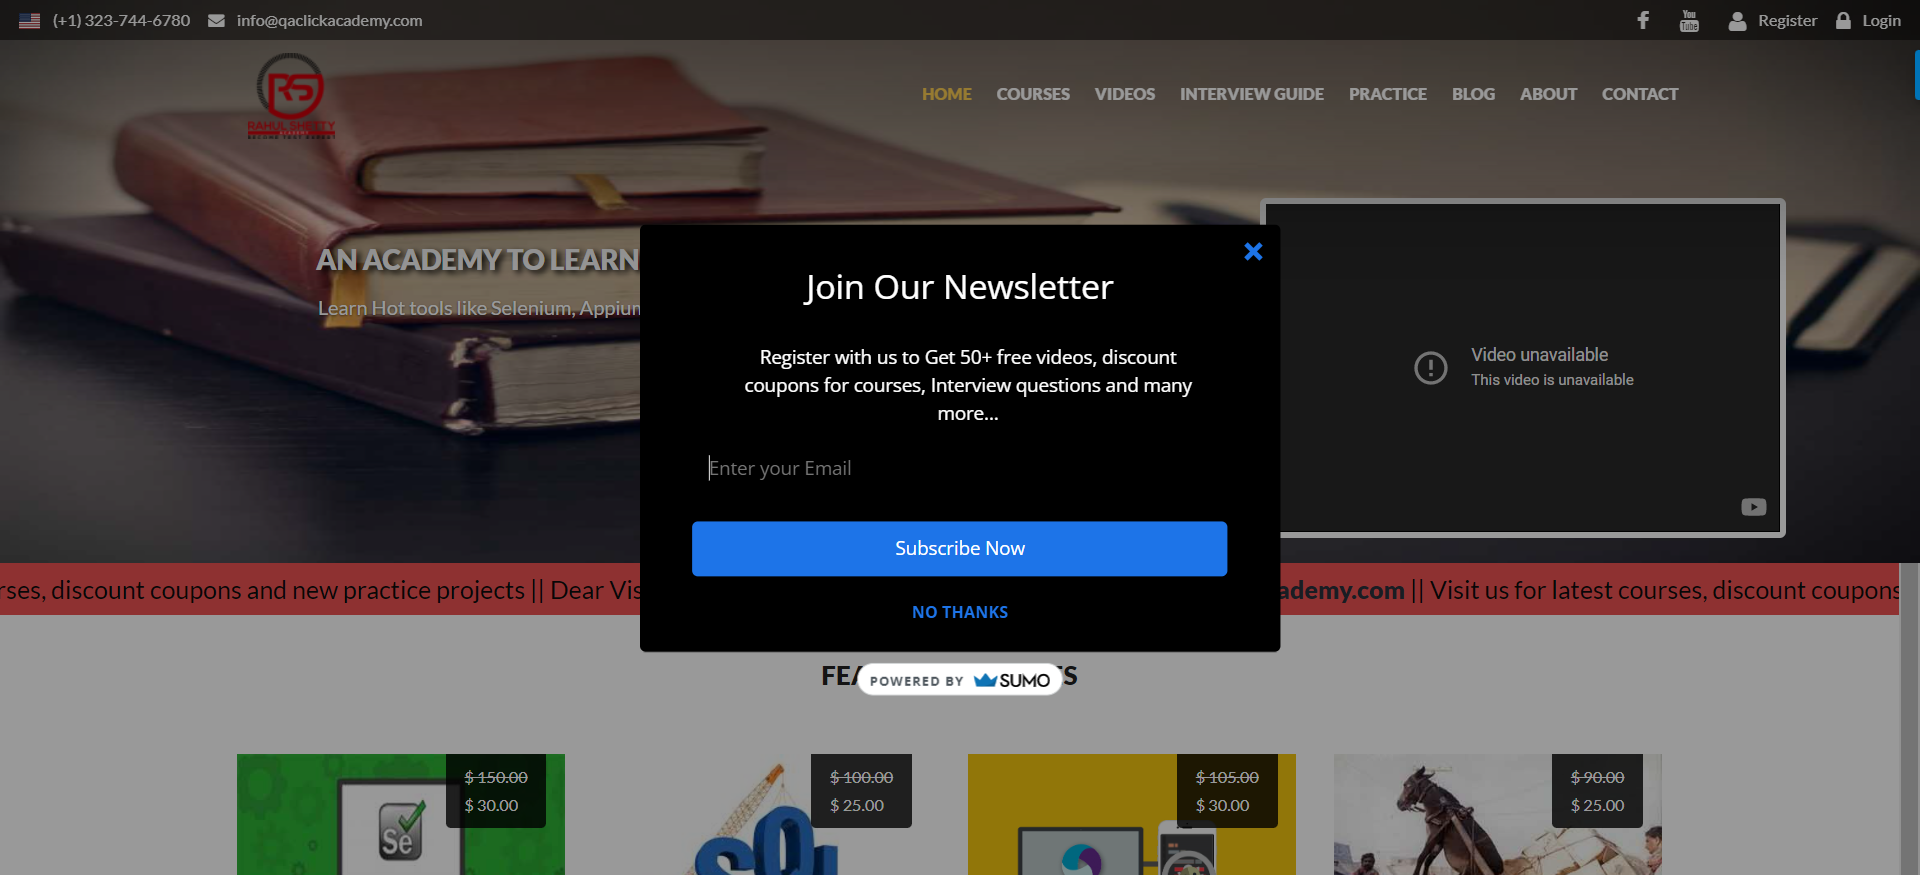 (+1) 323-744-6780 info@qaclickacademy.com
You
Tube
Register Login
RAHUL SHETTY
HOME COURSES VIDEOS INTERVIEW GUIDE PRACTICE BLOG ABOUT CONTACT
AN ACADEMY TO LEARN
Learn Hot tools like Selenium, Appium
Join Our Newsletter
Register with us to Get 50+ free videos, discount
coupons for courses, Interview questions and many
more...
Enter your Email
Subscribe Now
NO THANKS
Video unavailable
This video is unavailable
rses, discount coupons and new practice projects || Dear Vis
ademy.com || Visit us for latest courses, discount coupons
POWERED BY SUMO
$ 150.00
$ 30.00
$ 100.00
$ 25.00
$ 105.00
$ 30.00
$ 90.00
$ 25.00
Se